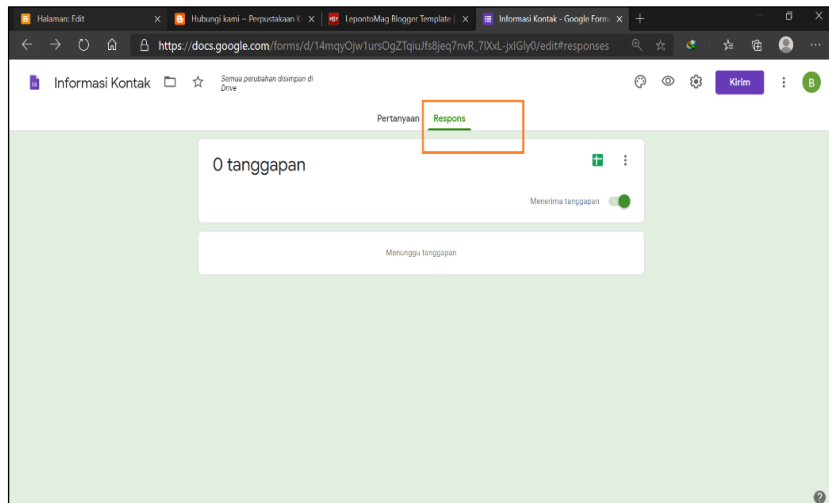 Halaman: Edit
Hubungi kami – Perpustakaan K
LepontoMag Blogger Template |
Informasi Kontak - Google Form
https://docs.google.com/forms/d/14mqyOjw1ursOgZTqiuJfs8jeq7nvR_7lXxL-jxlGly0/edit#responses
Informasi Kontak
Semua perubahan disimpan di
Drive
Kirim
B
Pertanyaan Respons
0 tanggapan
Menerima tanggapan
Menunggu tanggapan